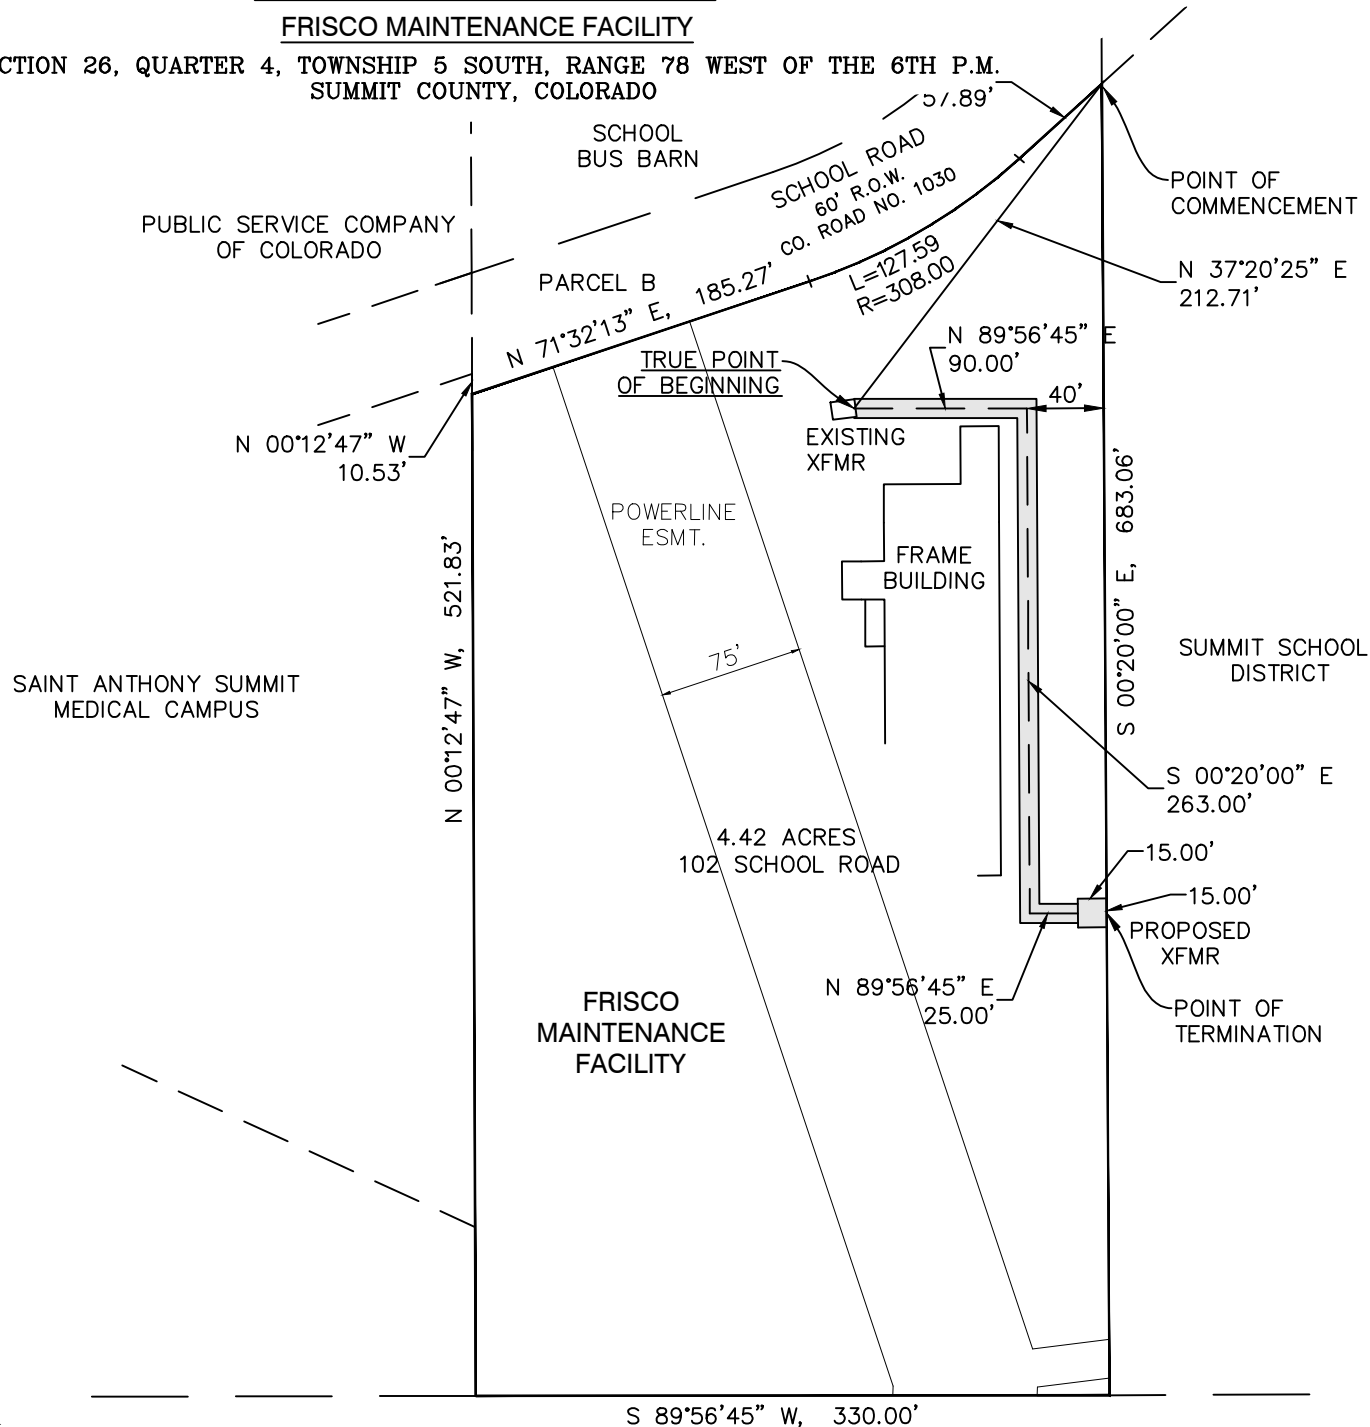 FRISCO MAINTENANCE FACILITY
CTION 26, QUARTER 4, TOWNSHIP 5 SOUTH, RANGE 78 WEST OF THE 6TH P.M.
SUMMIT COUNTY, COLORADO
57.89'
SCHOOL
BUS BARN
SCHOOL ROAD
60' R.O.W.
CO. ROAD NO. 1030
POINT OF
COMMENCEMENT
PUBLIC SERVICE COMPANY
OF COLORADO
PARCEL B
N 71°32'13" E, 185.27'
L=127.59
R=308.00
N 37°20'25" E
212.71'
N 89°56'45" E
90.00'
TRUE POINT
OF BEGINNING
40'
N 00°12'47" W
10.53'
EXISTING
XFMR
POWERLINE
ESMT.
FRAME
BUILDING
S 00°20'00" E, 683.06'
N 00°12'47" W, 521.83'
75'
SUMMIT SCHOOL
DISTRICT
SAINT ANTHONY SUMMIT
MEDICAL CAMPUS
S 00°20'00" E
263.00'
4.42 ACRES
102 SCHOOL ROAD
15.00'
15.00'
PROPOSED
XFMR
N 89°56'45" E
25.00'
POINT OF
TERMINATION
FRISCO
MAINTENANCE
FACILITY
S 89°56'45" W, 330.00'